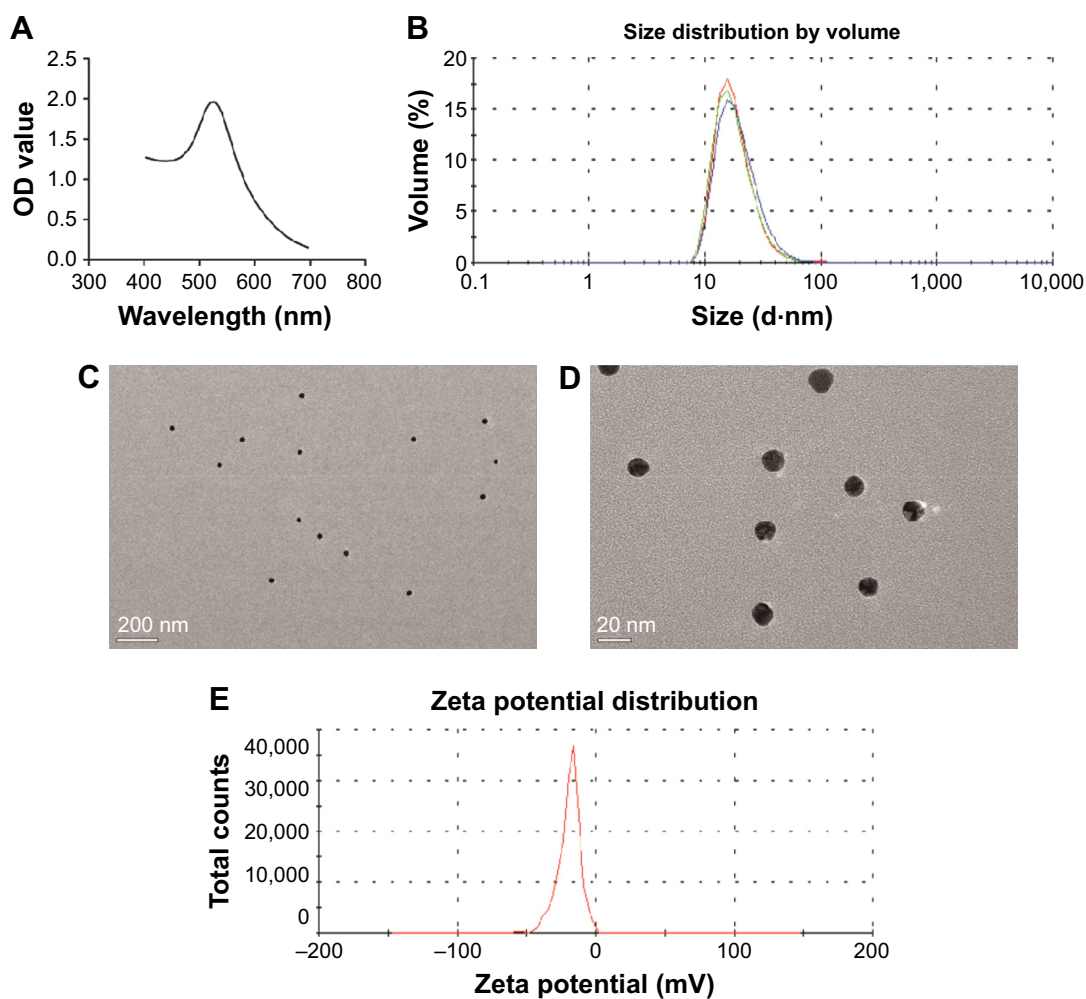 A
2.5
2.0
1.5
1.0
0.5
0.0
OD value
300 400 500 600 700 800
Wavelength (nm)
B
Size distribution by volume
20
15
10
5
0
Volume (%)
0.1 1 10 100 1,000 10,000
Size (d·nm)
C
200 nm
D
20 nm
E
Zeta potential distribution
40,000
30,000
20,000
10,000
0
Total counts
–200 –100 0 100 200
Zeta potential (mV)